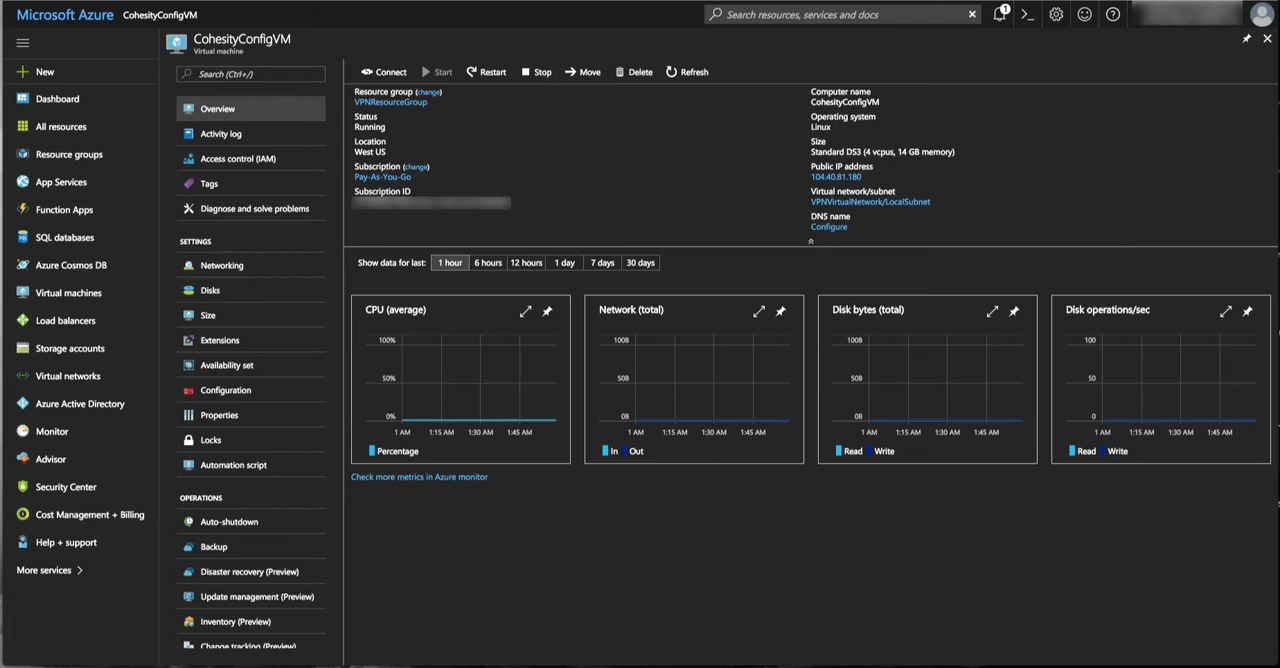 Microsoft Azure CohesityConfigVM
Search resources, services and docs
1
CohesityConfigVM
Virtual machine
New
Dashboard
All resources
Resource groups
App Services
Function Apps
SQL databases
Azure Cosmos DB
Virtual machines
Load balancers
Storage accounts
Virtual networks
Azure Active Directory
Monitor
Advisor
Security Center
Cost Management + Billing
Help + support
More services
Search (Ctrl+/)
Overview
Activity log
Access control (IAM)
Tags
Diagnose and solve problems
SETTINGS
Networking
Disks
Size
Extensions
Availability set
Configuration
Properties
Locks
Automation script
OPERATIONS
Auto-shutdown
Backup
Disaster recovery (Preview)
Update management (Preview)
Inventory (Preview)
Change tracking (Preview)
Connect Start Restart Stop Move Delete Refresh
Resource group (change)
VPNResourceGroup
Status
Running
Location
West US
Subscription (change)
Pay-As-You-Go
Subscription ID
Computer name
CohesityConfigVM
Operating system
Linux
Size
Standard DS3 (4 vcpus, 14 GB memory)
Public IP address
104.40.81.180
Virtual network/subnet
VPNVirtualNetwork/LocalSubnet
DNS name
Configure
Show data for last: 1 hour 6 hours 12 hours 1 day 7 days 30 days
CPU (average)
100%
50%
0%
1 AM 1:15 AM 1:30 AM 1:45 AM
Percentage
Network (total)
100B
50B
0B
1 AM 1:15 AM 1:30 AM 1:45 AM
In Out
Disk bytes (total)
100B
50B
0B
1 AM 1:15 AM 1:30 AM 1:45 AM
Read Write
Disk operations/sec
100
50
0
1 AM 1:15 AM 1:30 AM 1:45 AM
Read Write
Check more metrics in Azure monitor